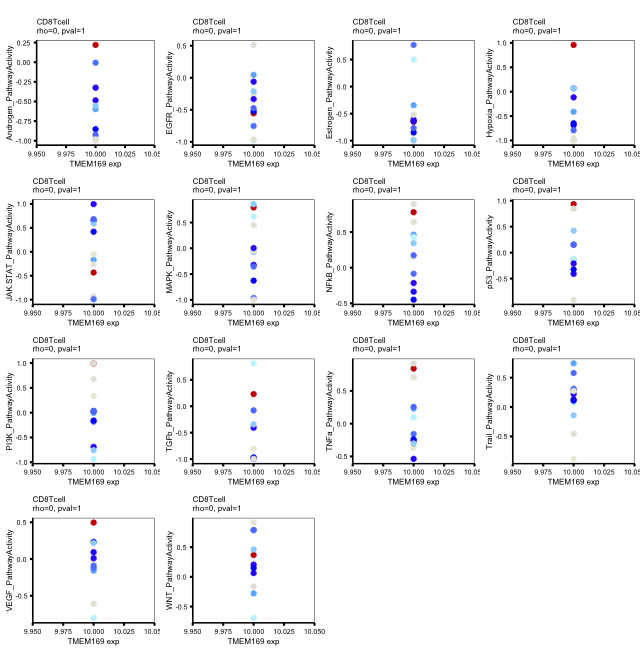 CD8Tcell
rho=0, pval=1
Androgen_PathwayActivity
0.25
0.00
-0.25
-0.50
-0.75
-1.00
9.950 9.975 10.000 10.025 10.05
TMEM169 exp
CD8Tcell
rho=0, pval=1
EGFR_PathwayActivity
0.5
0.0
-0.5
-1.0
9.950 9.975 10.000 10.025 10.05
TMEM169 exp
CD8Tcell
rho=0, pval=1
Estrogen_PathwayActivity
0.5
0.0
-0.5
-1.0
9.950 9.975 10.000 10.025 10.05
TMEM169 exp
CD8Tcell
rho=0, pval=1
Hypoxia_PathwayActivity
1.0
0.5
0.0
-0.5
-1.0
9.950 9.975 10.000 10.025 10.05
TMEM169 exp
CD8Tcell
rho=0, pval=1
JAK.STAT_PathwayActivity
1.0
0.5
0.0
-0.5
-1.0
9.950 9.975 10.000 10.025 10.05
TMEM169 exp
CD8Tcell
rho=0, pval=1
MAPK_PathwayActivity
0.5
0.0
-0.5
-1.0
9.950 9.975 10.000 10.025 10.05
TMEM169 exp
CD8Tcell
rho=0, pval=1
NFkB_PathwayActivity
0.5
0.0
-0.5
9.950 9.975 10.000 10.025 10.05
TMEM169 exp
CD8Tcell
rho=0, pval=1
p53_PathwayActivity
0.5
0.0
-0.5
9.950 9.975 10.000 10.025 10.05
TMEM169 exp
CD8Tcell
rho=0, pval=1
PI3K_PathwayActivity
1.0
0.5
0.0
-0.5
-1.0
9.950 9.975 10.000 10.025 10.05
TMEM169 exp
CD8Tcell
rho=0, pval=1
TGFb_PathwayActivity
0.5
0.0
-0.5
-1.0
9.950 9.975 10.000 10.025 10.05
TMEM169 exp
CD8Tcell
rho=0, pval=1
TNFa_PathwayActivity
0.5
0.0
-0.5
9.950 9.975 10.000 10.025 10.05
TMEM169 exp
CD8Tcell
rho=0, pval=1
Trail_PathwayActivity
0.5
0.0
-0.5
9.950 9.975 10.000 10.025 10.05
TMEM169 exp
CD8Tcell
rho=0, pval=1
VEGF_PathwayActivity
0.5
0.0
-0.5
9.950 9.975 10.000 10.025 10.05
TMEM169 exp
CD8Tcell
rho=0, pval=1
WNT_PathwayActivity
0.5
0.0
-0.5
9.950 9.975 10.000 10.025 10.050
TMEM169 exp